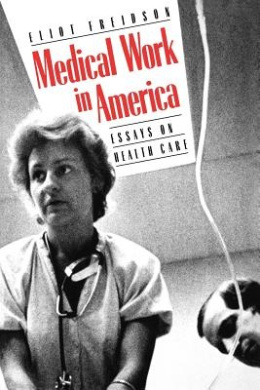 ELIOT FREIDSON
Medical Work
in America
ESSAYS ON
HEALTH CARE